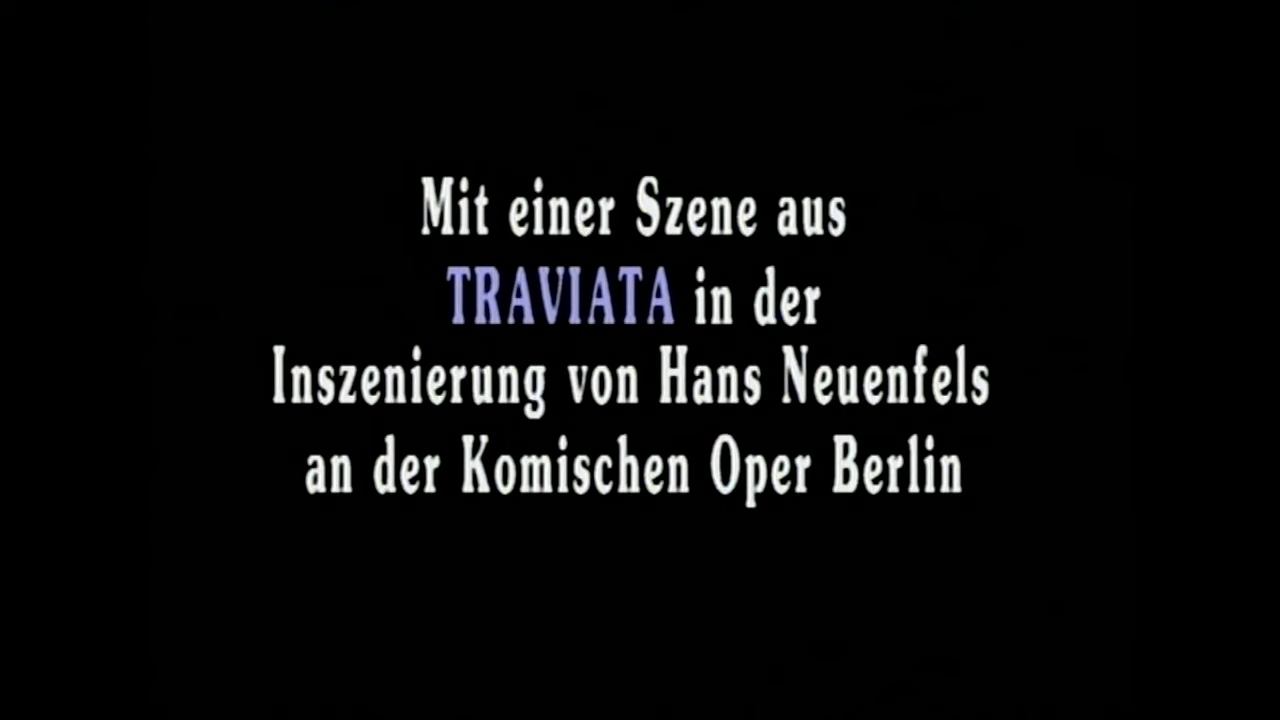 Mit einer Szene aus
TRAVIATA in der
Inszenierung von Hans Neuenfels
an der Komischen Oper Berlin